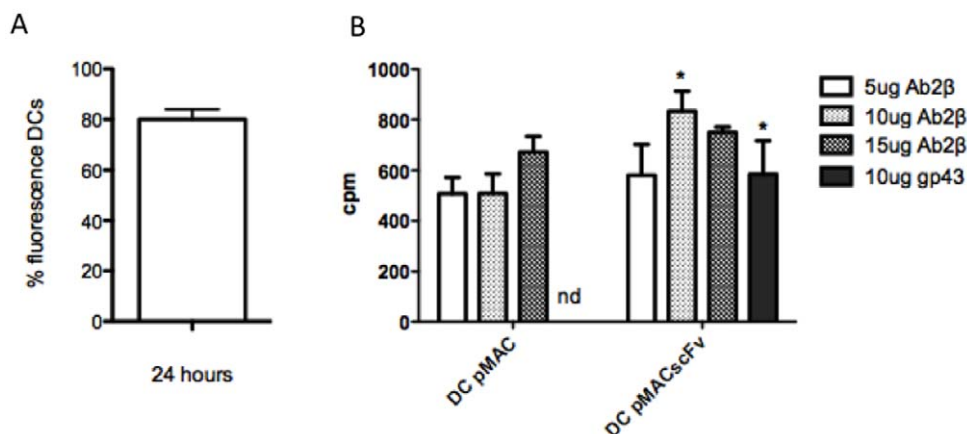 A
% fluorescence DCs
100
80
60
40
20
0
24 hours
B
cpm
1000
800
600
400
200
0
nd
*
*
DC pMAC
DC pMACscFv
5ug Ab2β
10ug Ab2β
15ug Ab2β
10ug gp43